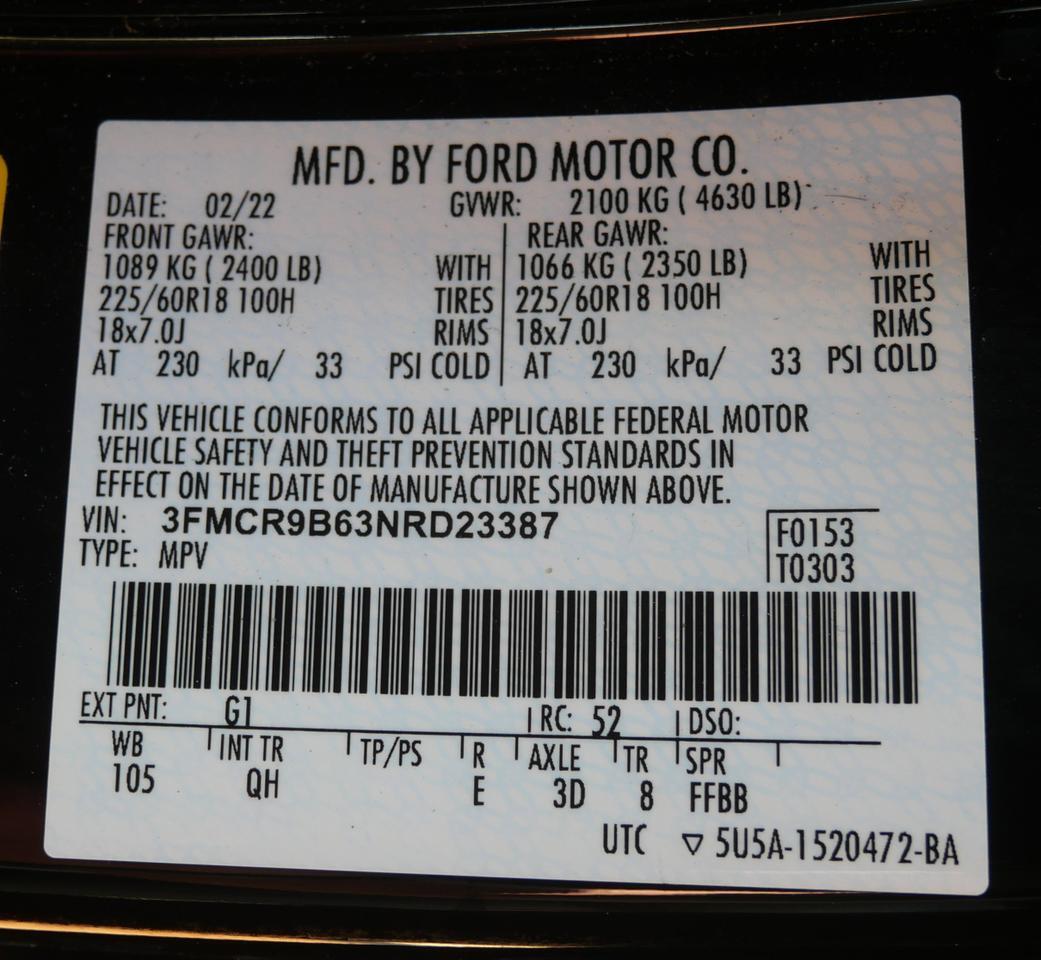 MFD. BY FORD MOTOR CO.
DATE: 02/22 GVWR: 2100 KG ( 4630 LB)
FRONT GAWR: REAR GAWR:
1089 KG ( 2400 LB) WITH 1066 KG ( 2350 LB) WITH
225/60R18 100H TIRES 225/60R18 100H TIRES
18x7.0J RIMS 18x7.0J RIMS
AT 230 kPa/ 33 PSI COLD AT 230 kPa/ 33 PSI COLD
THIS VEHICLE CONFORMS TO ALL APPLICABLE FEDERAL MOTOR
VEHICLE SAFETY AND THEFT PREVENTION STANDARDS IN
EFFECT ON THE DATE OF MANUFACTURE SHOWN ABOVE.
VIN: 3FMCR9B63NRD23387 F0153
TYPE: MPV T0303
EXT PNT: G1 RC: 52 DSO:
WB INT TR TP/PS R AXLE TR SPR
105 QH E 3D 8 FFBB
UTC ▽ 5U5A-1520472-BA